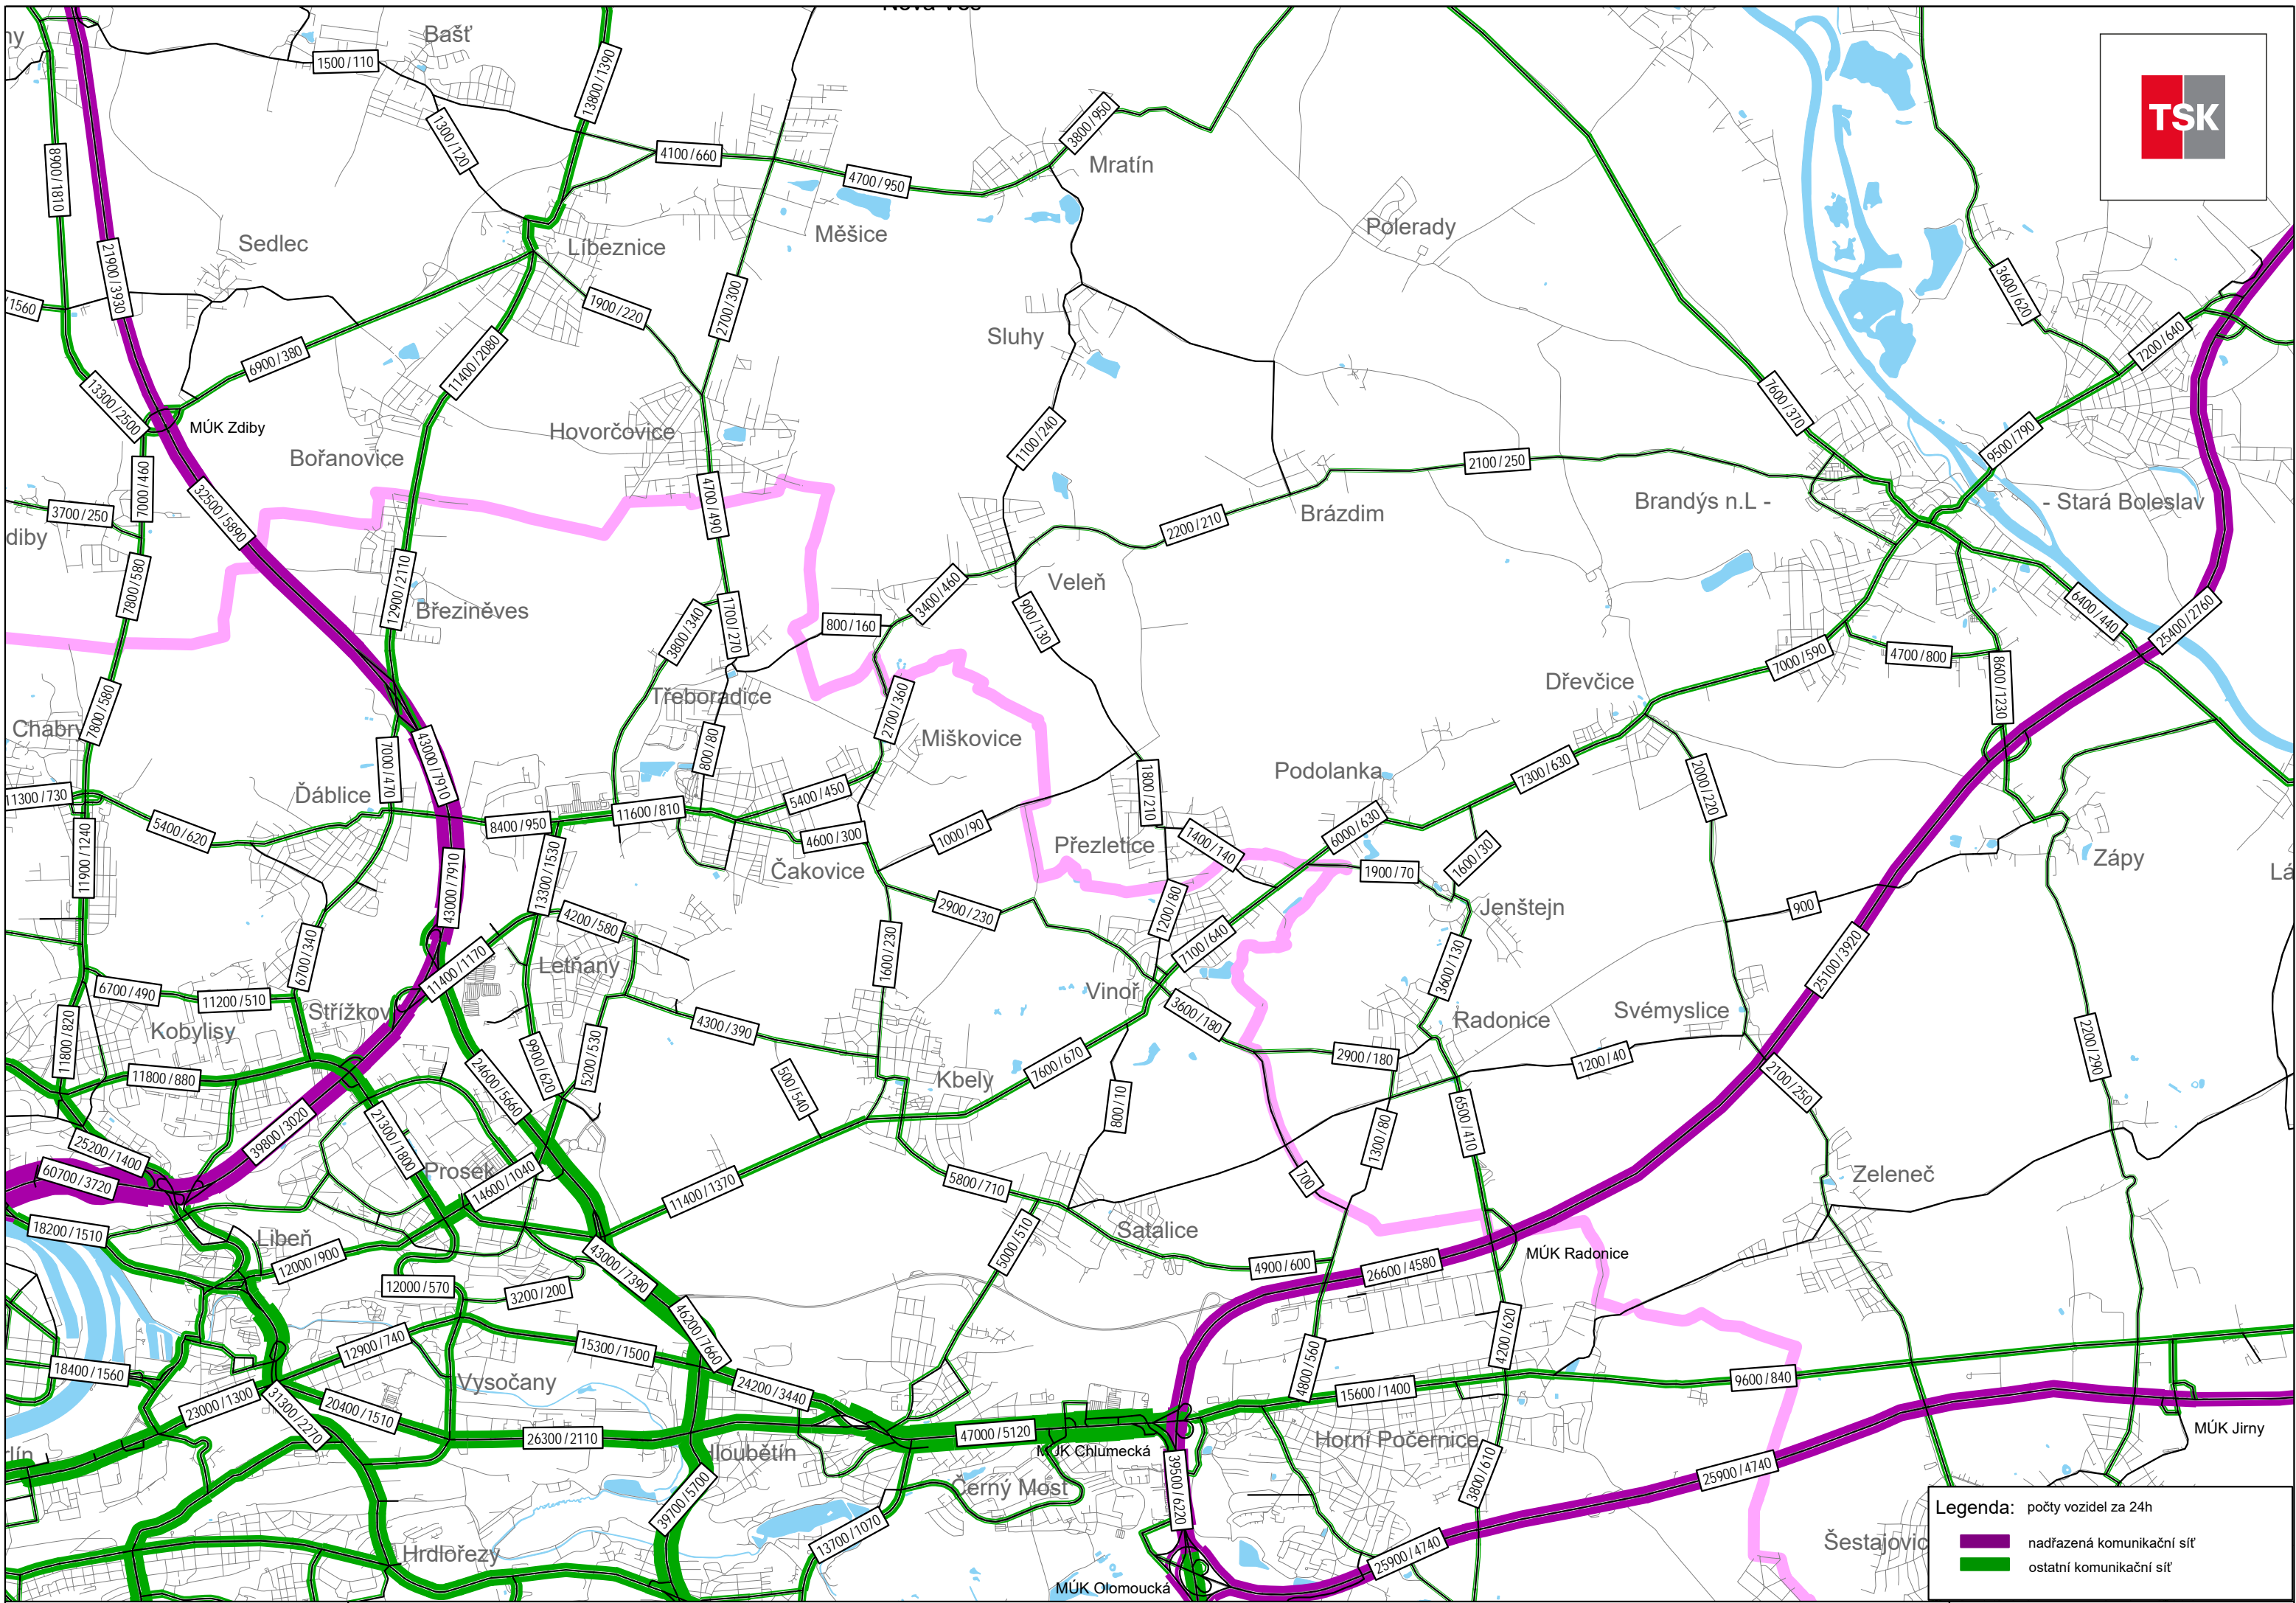 Nová Ves
Bašť
1500 / 110
13800 / 1390
1300 / 120
3800 / 950
Mratín
TSK
4100 / 660
4700 / 950
8900 / 1810
21900 / 3930
Sedlec
Líbeznice
Měšice
Polerady
/ 1560
1900 / 220
2700 / 300
3600 / 620
Sluhy
7200 / 640
6900 / 380
11400 / 2080
13300 / 2500
MÚK Zdiby
7600 / 370
Hovorčovice
Bořanovice
1100 / 240
9500 / 790
2100 / 250
7000 / 460
32500 / 5890
3700 / 250
4700 / 490
2200 / 210
Brázdim
Brandýs n.L -
- Stará Boleslav
diby
7800 / 580
12900 / 2110
Březiněves
Veleň
3400 / 460
900 / 130
800 / 160
3800 / 340
1700 / 270
6400 / 440
25400 / 2760
7000 / 590
4700 / 800
8600 / 1230
Dřevčice
Třeboradice
2700 / 360
Miškovice
7800 / 580
Chabry
43000 / 7910
7000 / 470
800 / 80
Podolanka
7300 / 630
2000 / 220
1800 / 210
11300 / 730
Ďáblice
5400 / 450
11600 / 810
8400 / 950
5400 / 620
4600 / 300
1000 / 90
Přezletice
1400 / 140
6000 / 630
1600 / 30
Zápy
Lá
11900 / 1240
13300 / 1530
Čakovice
1900 / 70
43000 / 7910
4200 / 580
2900 / 230
1200 / 80
Jenštejn
900
7100 / 640
6700 / 340
11400 / 1170
Letňany
1600 / 230
3600 / 130
25100 / 3920
6700 / 490
11200 / 510
Střížkov
Vinoř
3600 / 180
Radonice
Svémyslice
Kobylisy
11800 / 820
4300 / 390
9900 / 620
5200 / 530
2200 / 290
2900 / 180
1200 / 40
11800 / 880
24600 / 5660
500 / 540
Kbely
7600 / 670
800 / 10
2100 / 250
39800 / 3020
21300 / 1800
6500 / 410
1300 / 80
25200 / 1400
60700 / 3720
Prosek
14600 / 1040
11400 / 1370
5800 / 710
700
Zeleneč
18200 / 1510
Libeň
12000 / 900
5000 / 510
Satalice
MÚK Radonice
43000 / 7390
4900 / 600
26600 / 4580
12000 / 570
3200 / 200
46200 / 7660
12900 / 740
15300 / 1500
4800 / 560
4200 / 620
18400 / 1560
Vysočany
24200 / 3440
15600 / 1400
9600 / 840
23000 / 1300
31300 / 2270
20400 / 1510
26300 / 2110
47000 / 5120
MÚK Chlumecká
Horní Počernice
MÚK Jirny
rlín
loubětín
39500 / 6220
3800 / 610
25900 / 4740
39700 / 5700
Černý Most
Legenda: počty vozidel za 24h
nadřazená komunikační síť
ostatní komunikační síť
13700 / 1070
Hrdlořezy
25900 / 4740
Šestajovic
MÚK Olomoucká